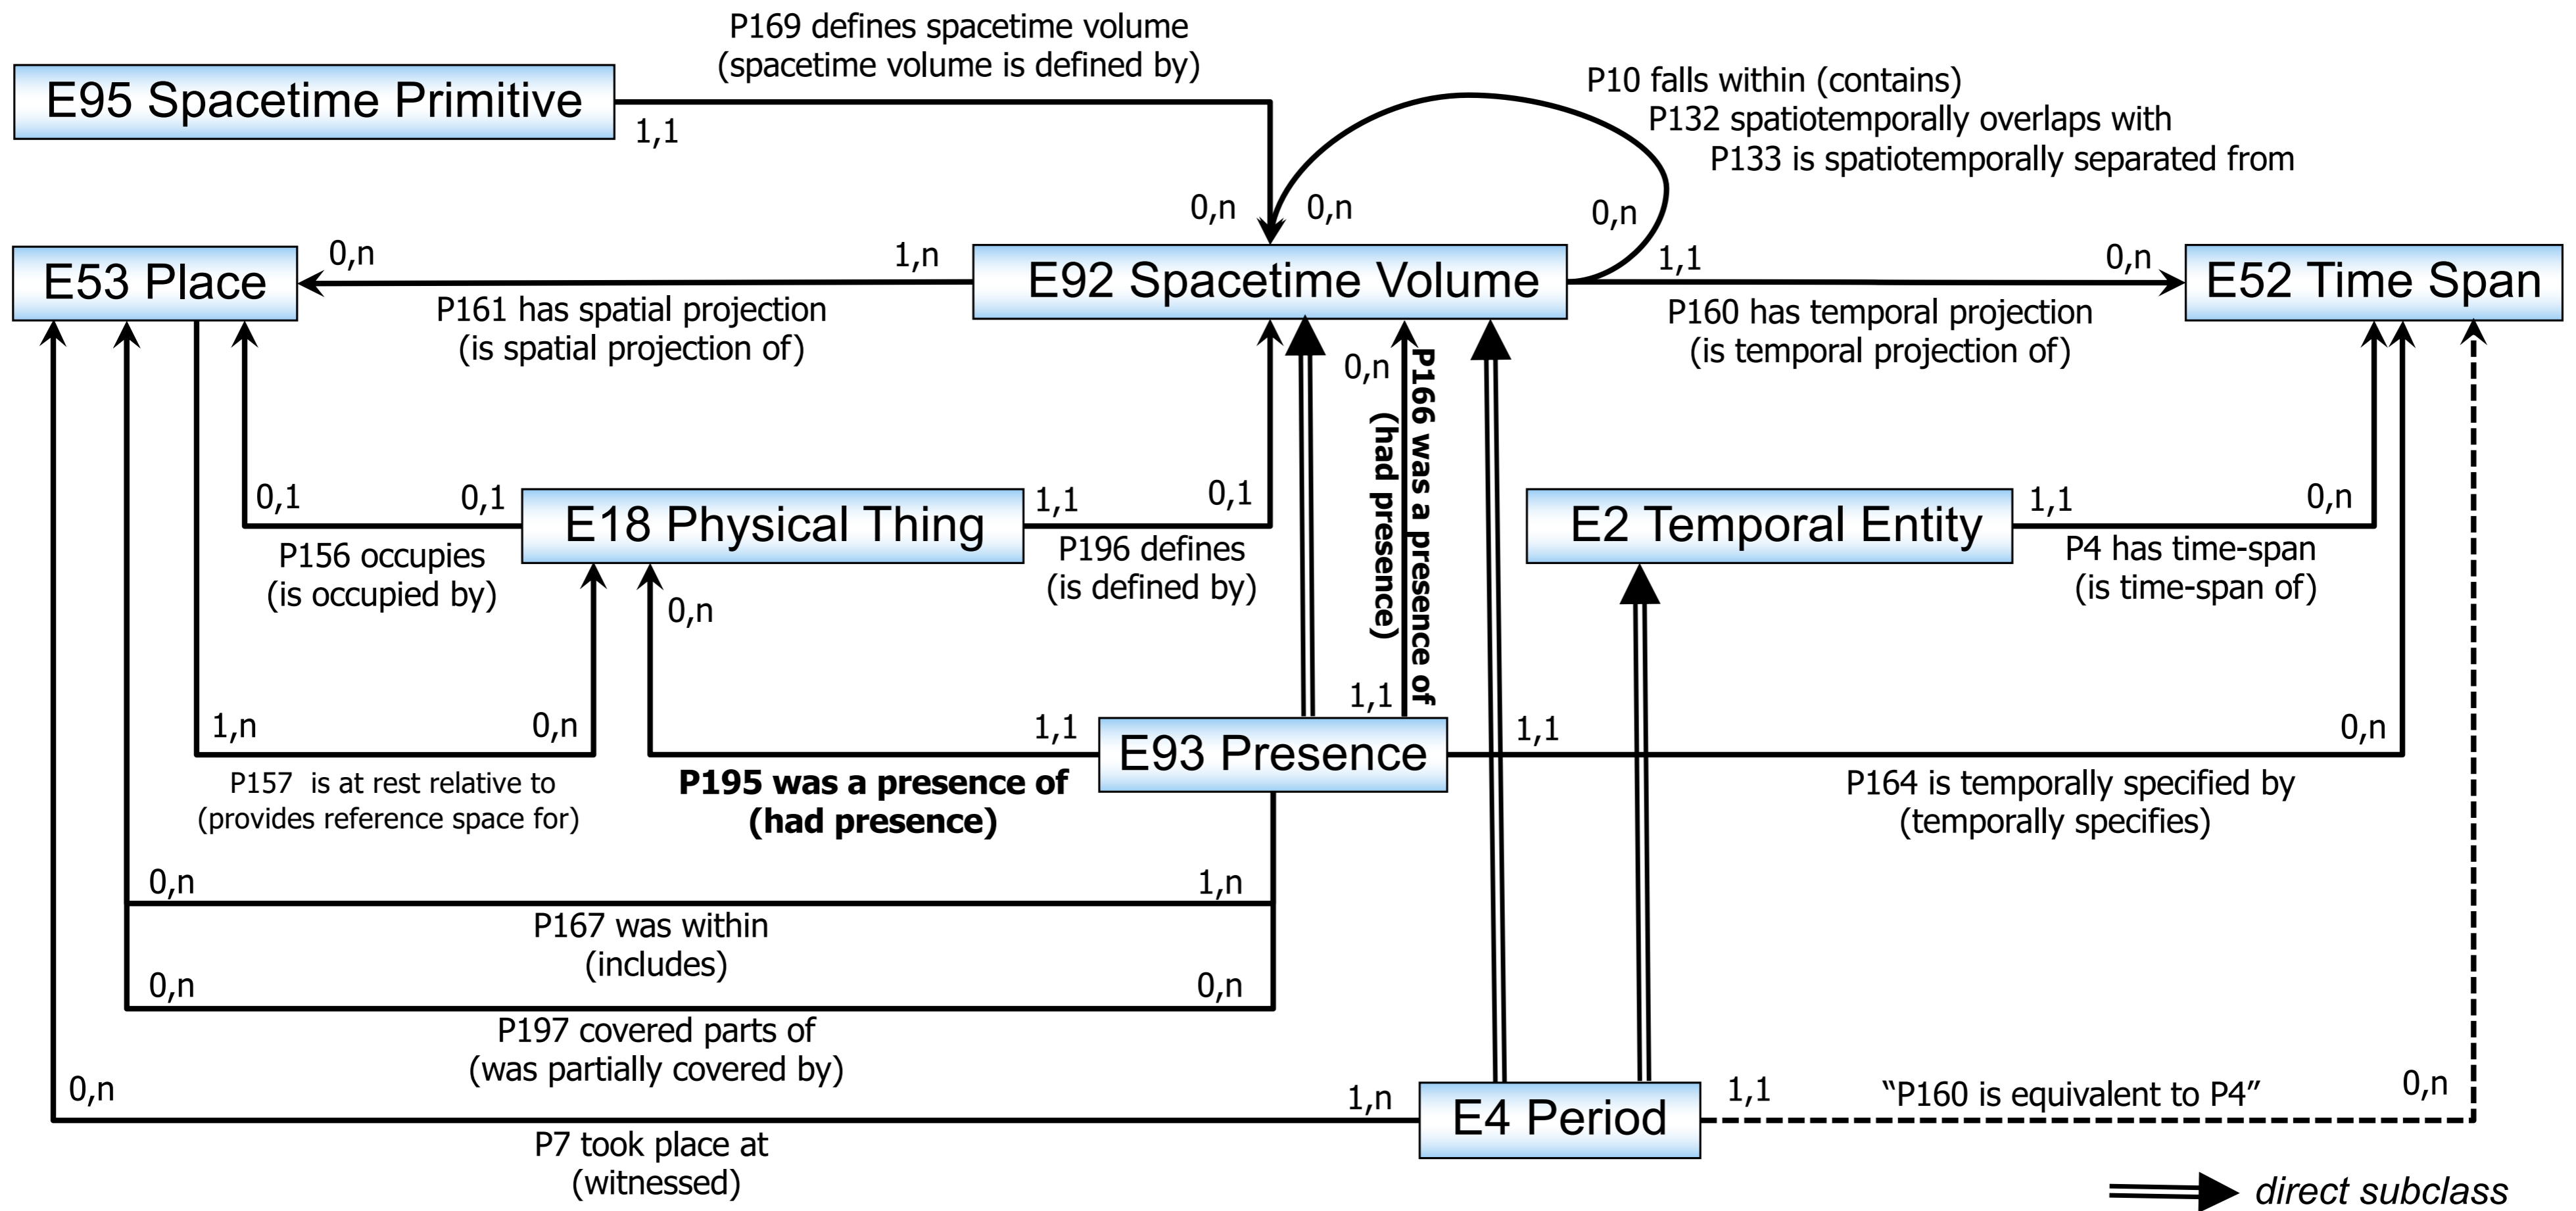 P169 defines spacetime volume
(spacetime volume is defined by)
E95 Spacetime Primitive
1,1
P10 falls within (contains)
P132 spatiotemporally overlaps with
P133 is spatiotemporally separated from
0,n
0,n
0,n
E53 Place
0,n
1,n
P161 has spatial projection
(is spatial projection of)
E92 Spacetime Volume
1,1
0,n
P160 has temporal projection
(is temporal projection of)
E52 Time Span
0,n
P166 was a presence of
(had presence)
1,1
0,1
0,1
P156 occupies
(is occupied by)
E18 Physical Thing
1,1
0,1
P196 defines
(is defined by)
E2 Temporal Entity
1,1
0,n
P4 has time-span
(is time-span of)
0,n
1,n
0,n
P157 is at rest relative to
(provides reference space for)
1,1
P195 was a presence of
(had presence)
E93 Presence
1,1
0,n
P164 is temporally specified by
(temporally specifies)
0,n
1,n
P167 was within
(includes)
0,n
0,n
P197 covered parts of
(was partially covered by)
0,n
1,n
P7 took place at
(witnessed)
E4 Period
1,1
“P160 is equivalent to P4”
0,n
direct subclass